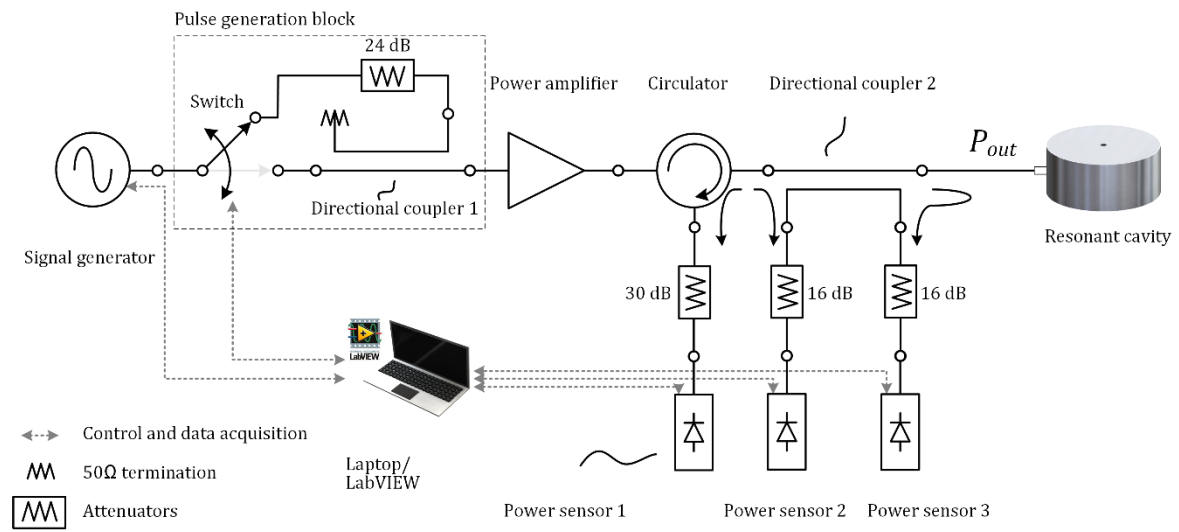 Pulse generation block
24 dB
Switch
Power amplifier
Circulator
Directional coupler 2
P_out
Directional coupler 1
Signal generator
Resonant cavity
30 dB
16 dB
16 dB
LabVIEW
Control and data acquisition
50Ω termination
Attenuators
Laptop/
LabVIEW
Power sensor 1
Power sensor 2
Power sensor 3